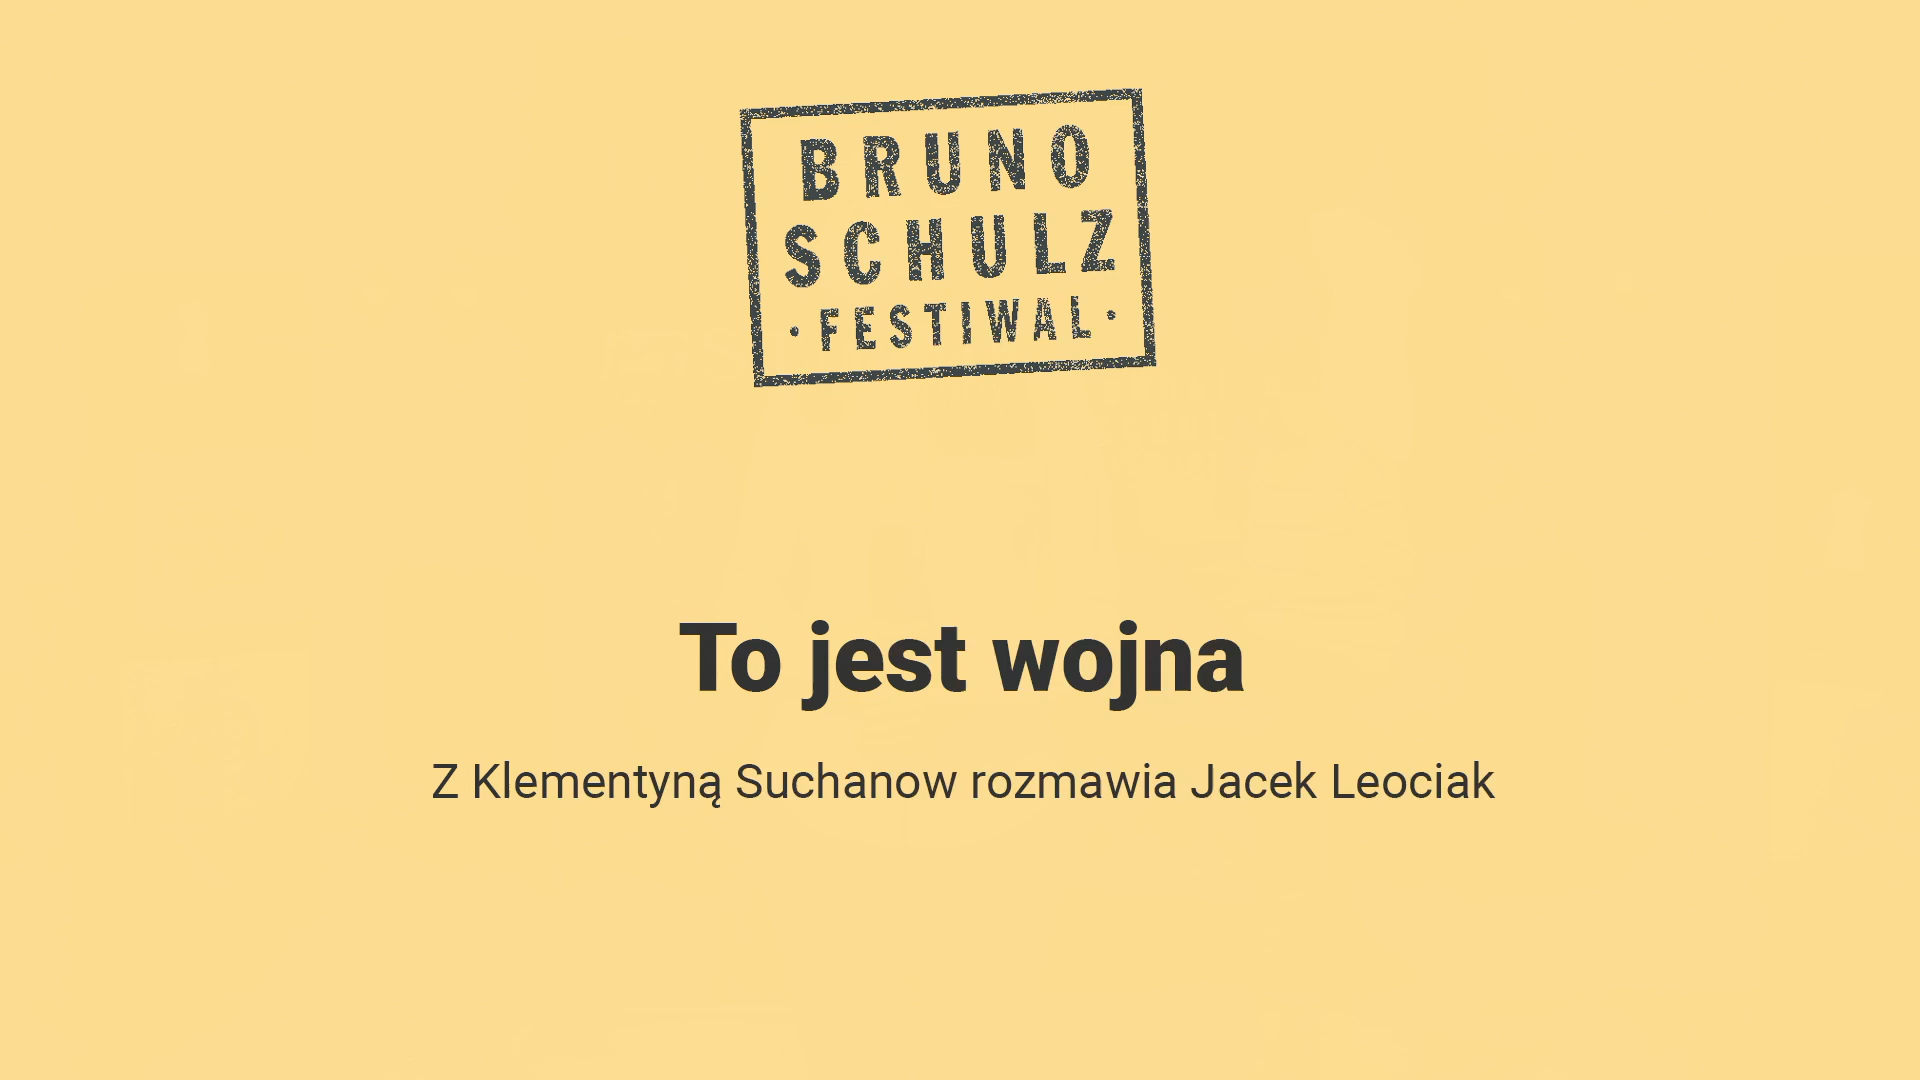 BRUNO
SCHULZ
· FESTIWAL ·
To jest wojna
Z Klementyną Suchanow rozmawia Jacek Leociak